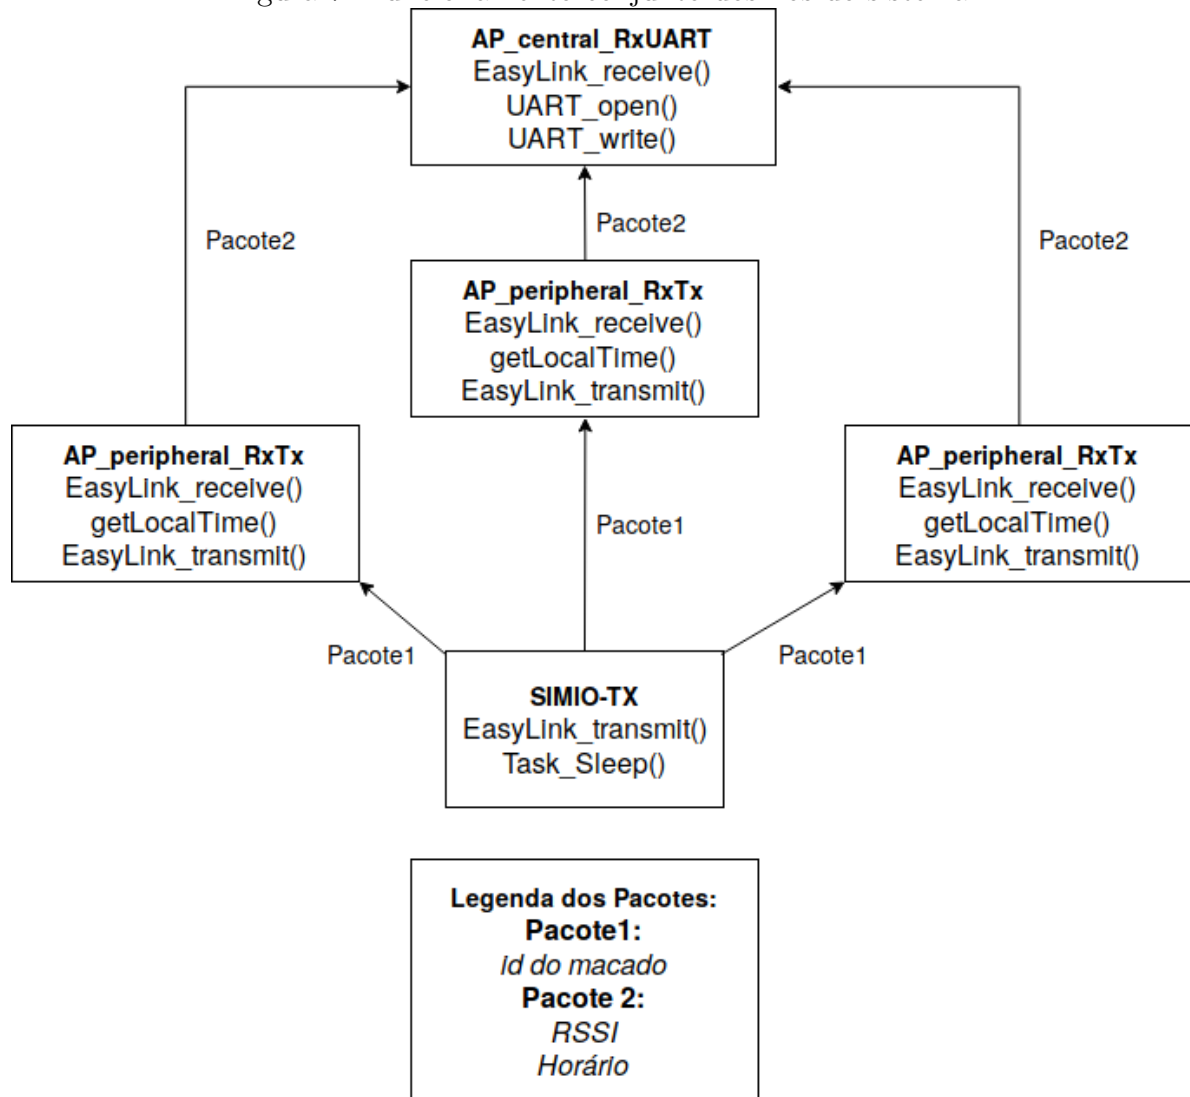 AP_central_RxUART
EasyLink_receive()
UART_open()
UART_write()
Pacote2
Pacote2
Pacote2
AP_peripheral_RxTx
EasyLink_receive()
getLocalTime()
EasyLink_transmit()
AP_peripheral_RxTx
EasyLink_receive()
getLocalTime()
EasyLink_transmit()
AP_peripheral_RxTx
EasyLink_receive()
getLocalTime()
EasyLink_transmit()
Pacote1
Pacote1
Pacote1
SIMIO-TX
EasyLink_transmit()
Task_Sleep()
Legenda dos Pacotes:
Pacote1:
id do macado
Pacote 2:
RSSI
Horário